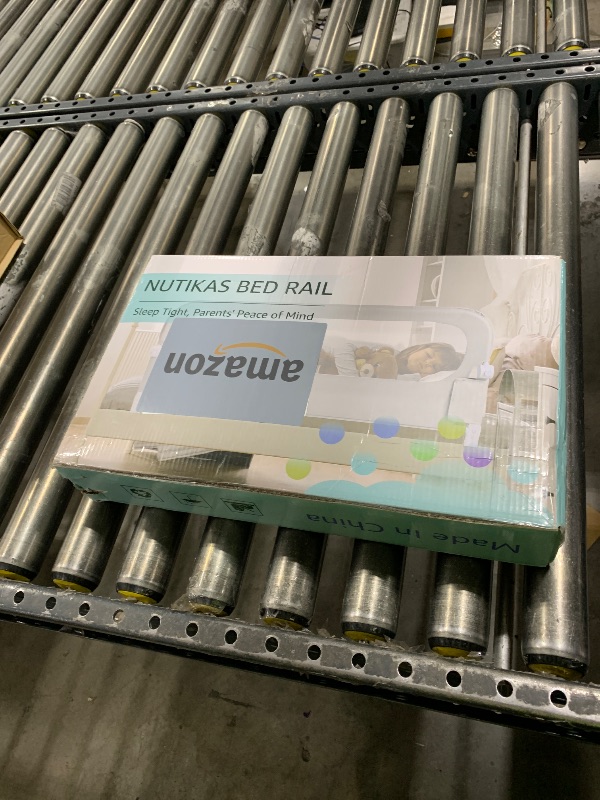 NUTIKAS BED RAIL
Sleep Tight, Parents' Peace of Mind
amazon
Made in China